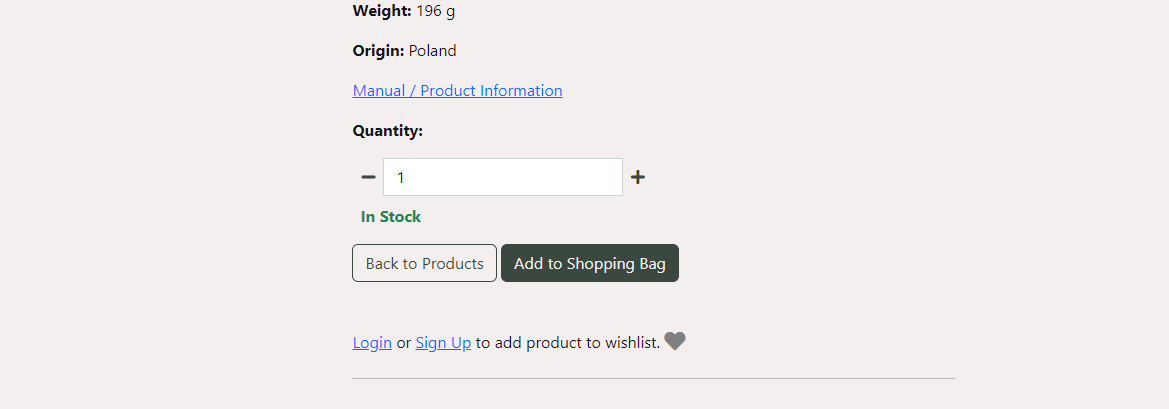 Weight: 196 g
Origin: Poland
Manual / Product Information
Quantity:
1
In Stock
Back to Products Add to Shopping Bag
Login or Sign Up to add product to wishlist.